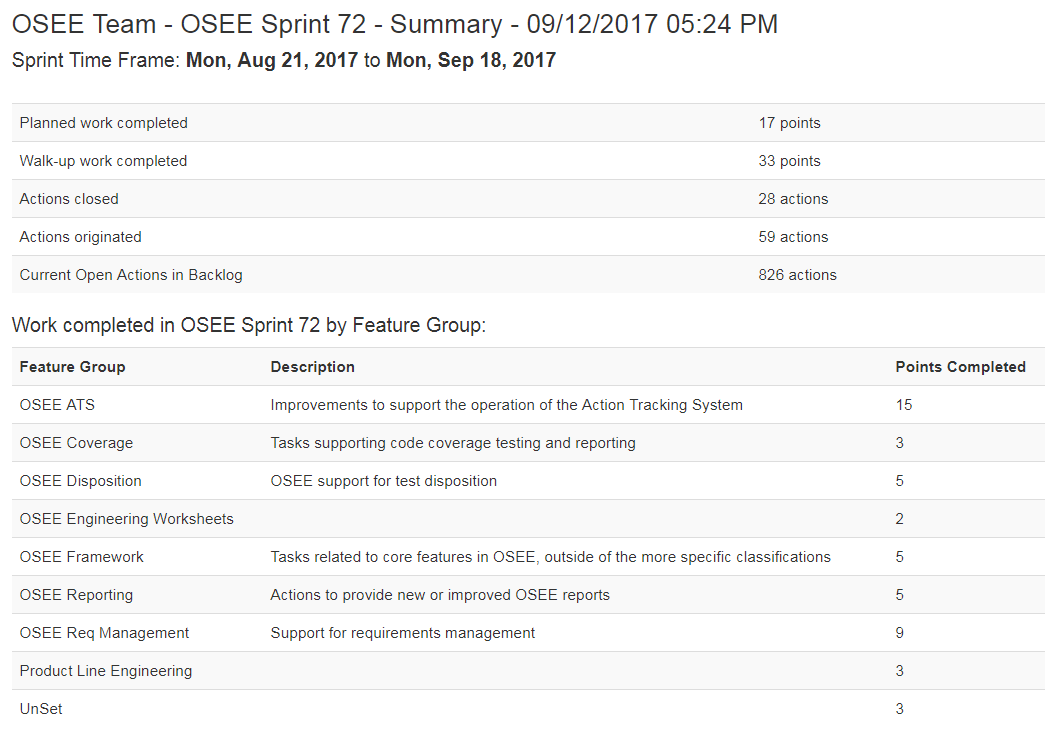 OSEE Team - OSEE Sprint 72 - Summary - 09/12/2017 05:24 PM
Sprint Time Frame: Mon, Aug 21, 2017 to Mon, Sep 18, 2017
Planned work completed 17 points
Walk-up work completed 33 points
Actions closed 28 actions
Actions originated 59 actions
Current Open Actions in Backlog 826 actions
Work completed in OSEE Sprint 72 by Feature Group:
Feature Group Description Points Completed
OSEE ATS Improvements to support the operation of the Action Tracking System 15
OSEE Coverage Tasks supporting code coverage testing and reporting 3
OSEE Disposition OSEE support for test disposition 5
OSEE Engineering Worksheets 2
OSEE Framework Tasks related to core features in OSEE, outside of the more specific classifications 5
OSEE Reporting Actions to provide new or improved OSEE reports 5
OSEE Req Management Support for requirements management 9
Product Line Engineering 3
UnSet 3